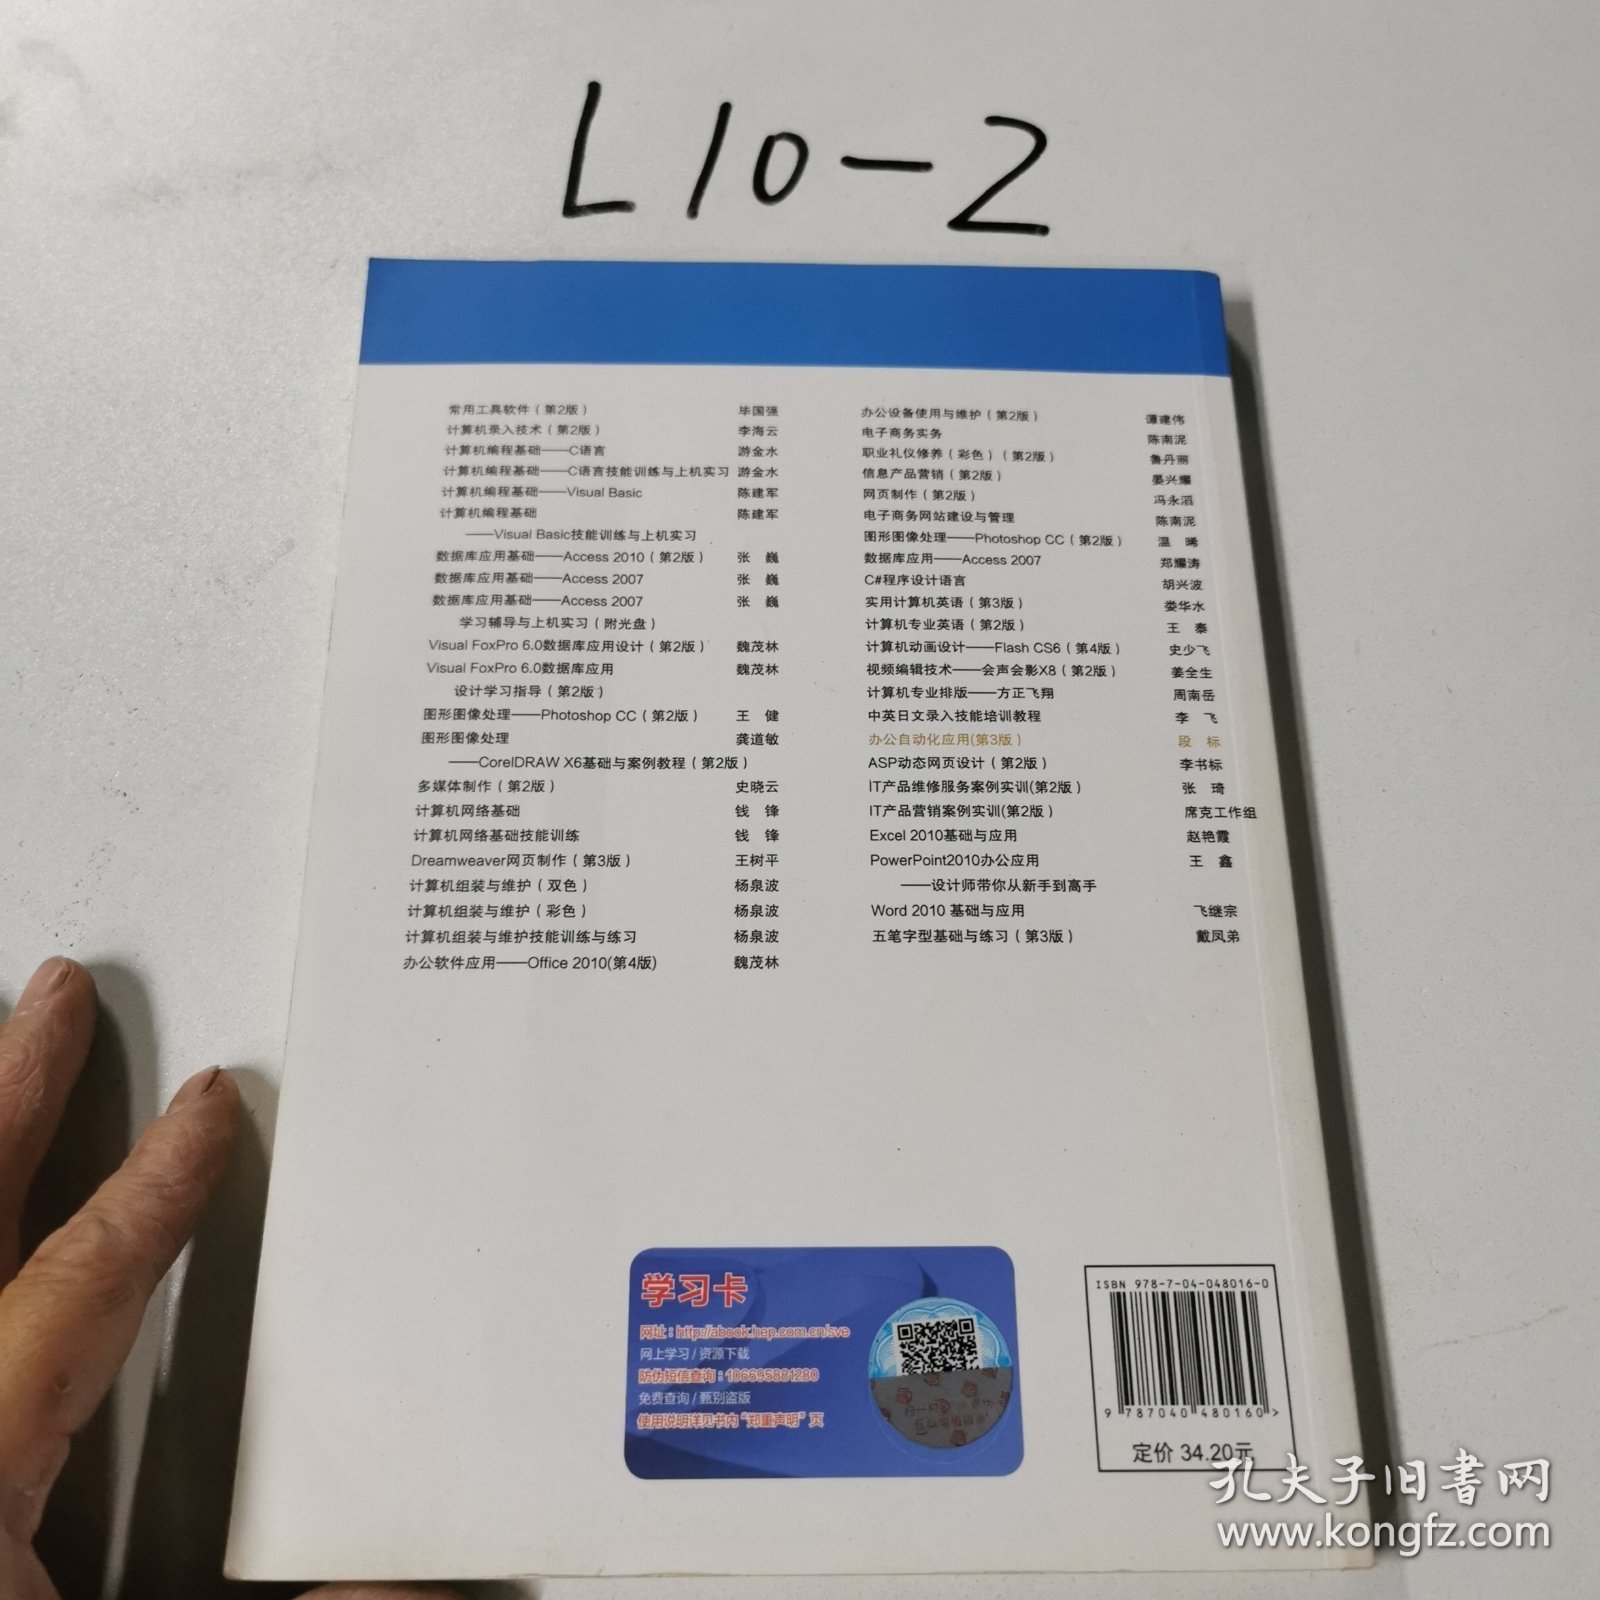 L10-2
常用工具软件（第2版） 毕国强
计算机录入技术（第2版） 李海云
计算机编程基础——C语言 游金水
计算机编程基础——C语言技能训练与上机实习 游金水
计算机编程基础——Visual Basic 陈建军
计算机编程基础 陈建军
——Visual Basic技能训练与上机实习
数据库应用基础——Access 2010（第2版） 张 巍
数据库应用基础——Access 2007 张 巍
数据库应用基础——Access 2007 张 巍
学习辅导与上机实习（附光盘）
Visual FoxPro 6.0数据库应用设计（第2版） 魏茂林
Visual FoxPro 6.0数据库应用 魏茂林
设计学习指导（第2版）
图形图像处理——Photoshop CC（第2版） 王 健
图形图像处理 龚道敏
——CorelDRAW X6基础与案例教程（第2版）
多媒体制作（第2版） 史晓云
计算机网络基础 钱 锋
计算机网络基础技能训练 钱 锋
Dreamweaver网页制作（第3版） 王树平
计算机组装与维护（双色） 杨泉波
计算机组装与维护（彩色） 杨泉波
计算机组装与维护技能训练与练习 杨泉波
办公软件应用——Office 2010(第4版) 魏茂林
办公设备使用与维护（第2版） 谭建伟
电子商务实务 陈南泥
职业礼仪修养（彩色）（第2版） 鲁丹丽
信息产品营销（第2版） 晏兴耀
网页制作（第2版） 冯永滔
电子商务网站建设与管理 陈南泥
图形图像处理——Photoshop CC（第2版） 温 晞
数据库应用——Access 2007 郑耀涛
C#程序设计语言 胡兴波
实用计算机英语（第3版） 娄华水
计算机专业英语（第2版） 王 泰
计算机动画设计——Flash CS6（第4版） 史少飞
视频编辑技术——会声会影X8（第2版） 姜全生
计算机专业排版——方正飞翔 周南岳
中英日文录入技能培训教程 李 飞
办公自动化应用(第3版） 段 标
ASP动态网页设计（第2版） 李书标
IT产品维修服务案例实训(第2版） 张 琦
IT产品营销案例实训(第2版） 席克工作组
Excel 2010基础与应用 赵艳霞
PowerPoint2010办公应用 王 鑫
——设计师带你从新手到高手
Word 2010 基础与应用 飞继宗
五笔字型基础与练习（第3版） 戴凤弟
学习卡
网址：http://abook.hep.com.cn/sve
网上学习 / 资源下载
防伪短信查询：106695881280
免费查询 / 甄别盗版
使用说明详见书内“郑重声明”页
ISBN 978-7-04-048016-0
9 787040 480160>
定价 34.20元
孔夫子旧书网
www.kongfz.com